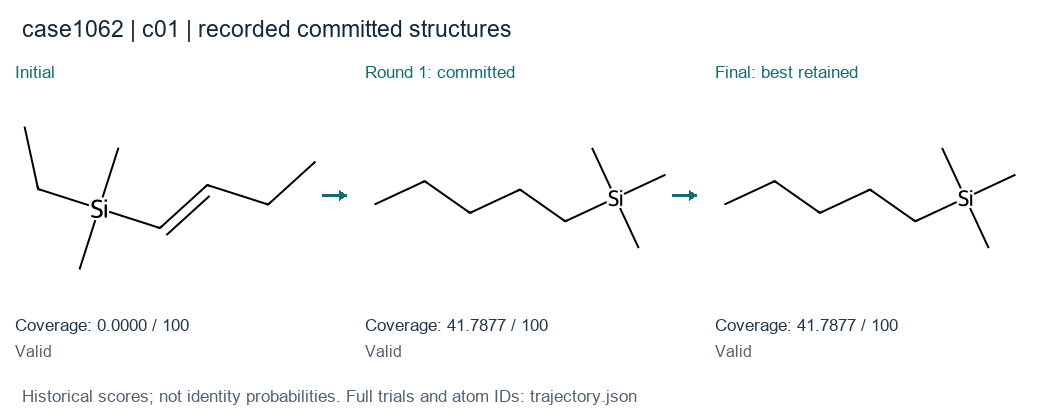 case1062 | c01 | recorded committed structures
Initial
Round 1: committed
Final: best retained
Si
Si
Si
Coverage: 0.0000 / 100
Coverage: 41.7877 / 100
Coverage: 41.7877 / 100
Valid
Valid
Valid
Historical scores; not identity probabilities. Full trials and atom IDs: trajectory.json